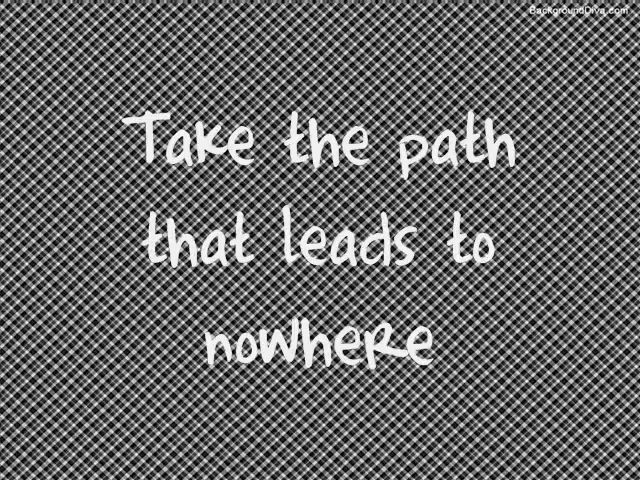 BackgroundDiva.com
Take the path
that leads to
nowhere